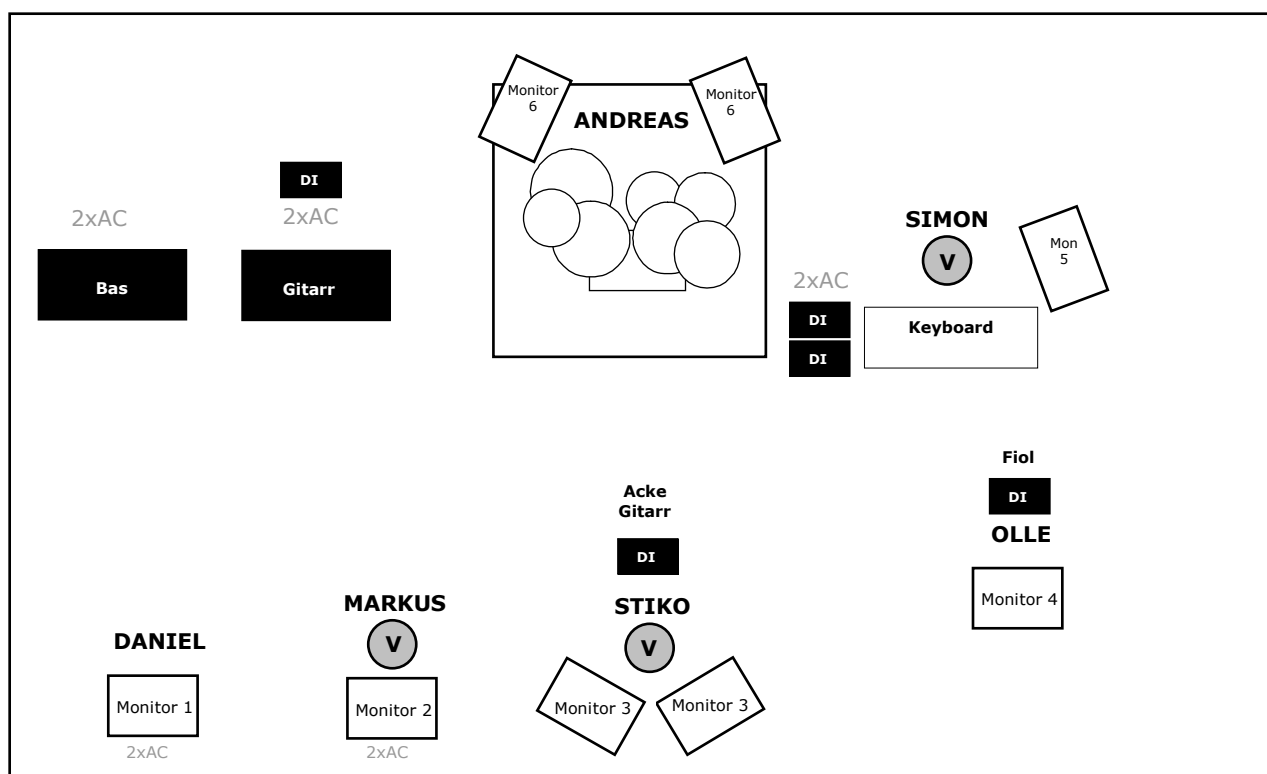 Monitor
6
Monitor
6
ANDREAS
DI
2xAC
2xAC
SIMON
V
Mon
5
Bas
Gitarr
2xAC
DI
DI
Keyboard
Fiol
DI
OLLE
Acke
Gitarr
DI
Monitor 4
MARKUS
V
STIKO
V
DANIEL
Monitor 1
Monitor 2
Monitor 3
Monitor 3
2xAC
2xAC